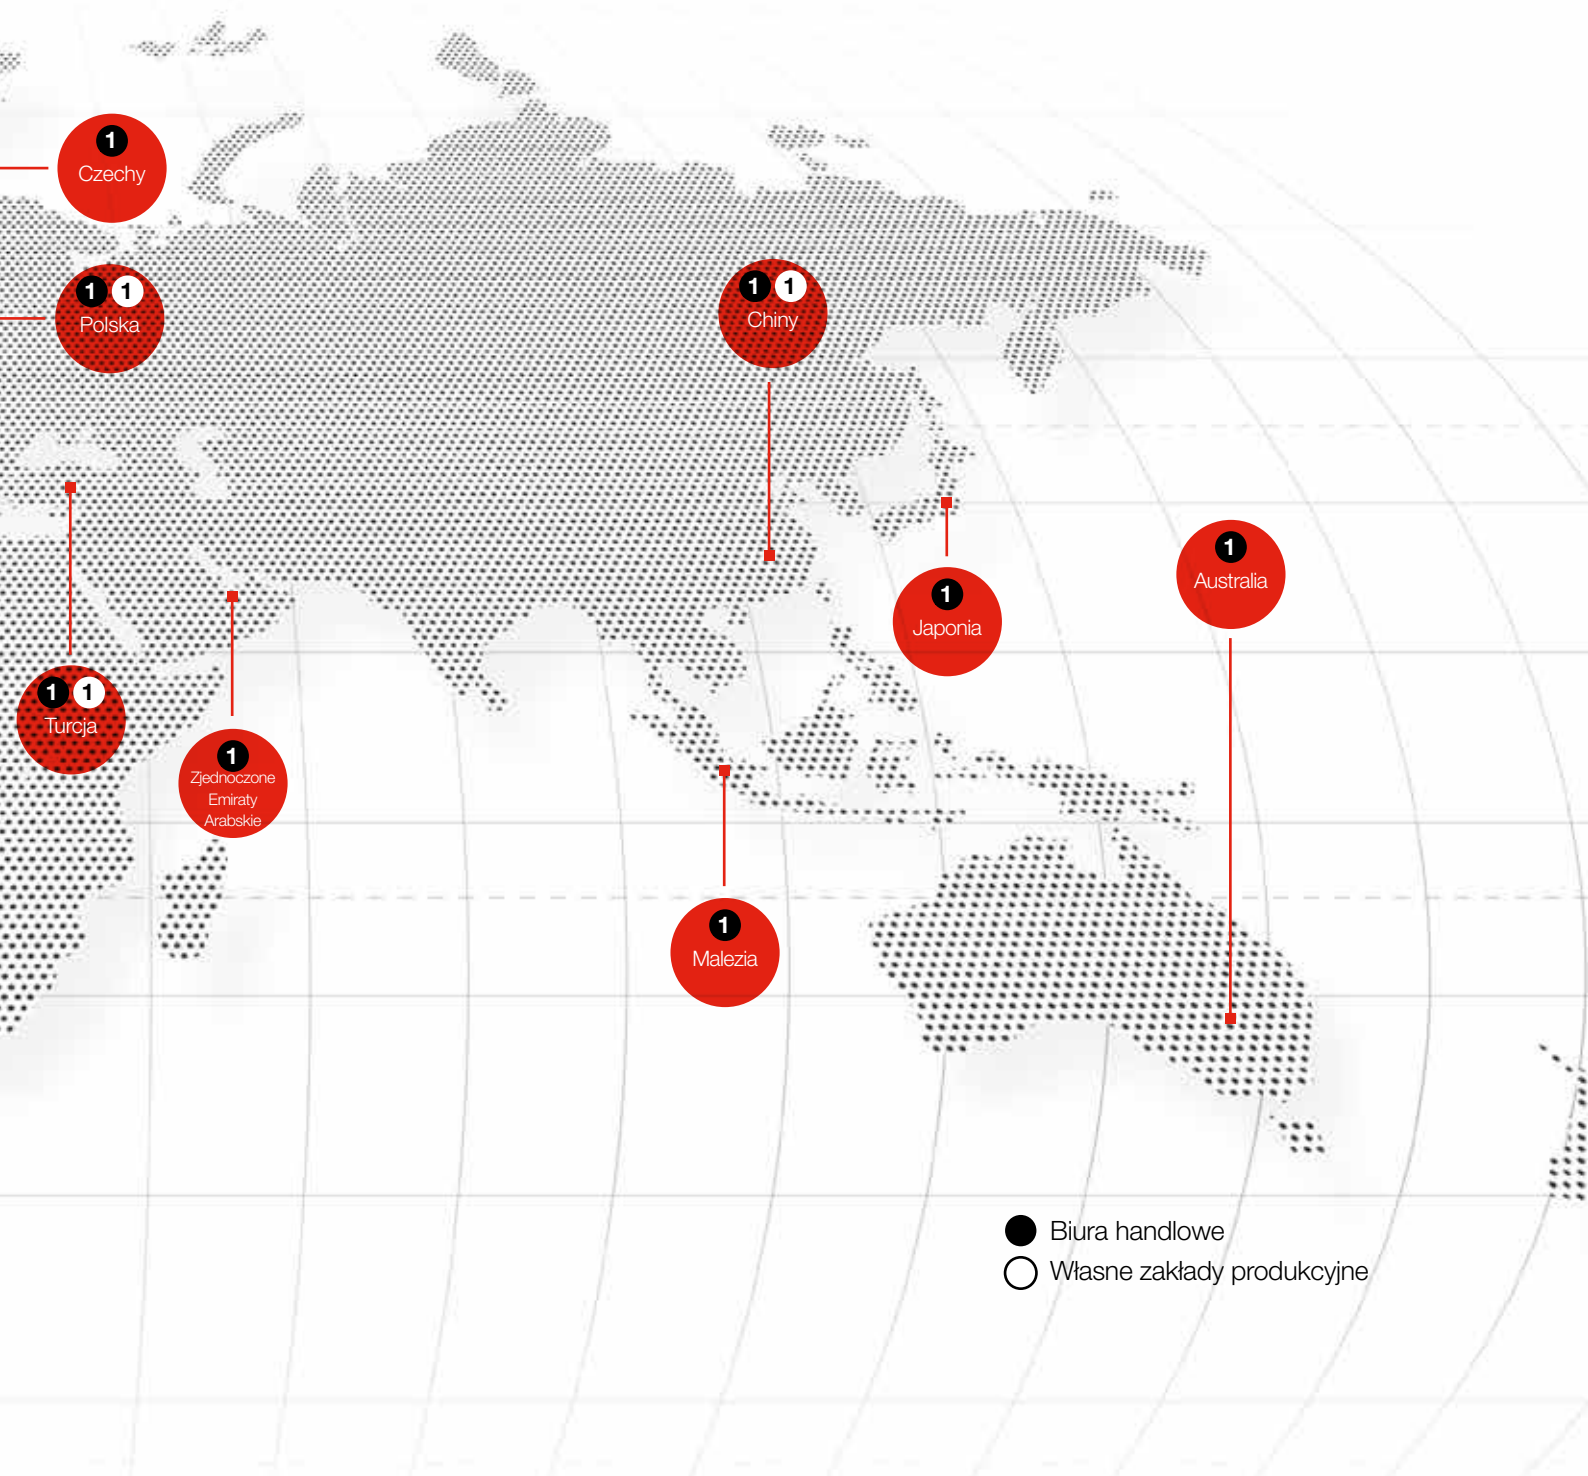 1
Czechy
1 1
Polska
1 1
Chiny
1
Australia
1
Japonia
1 1
Turcja
1
Zjednoczone
Emiraty
Arabskie
1
Malezia
Biura handlowe
Własne zakłady produkcyjne